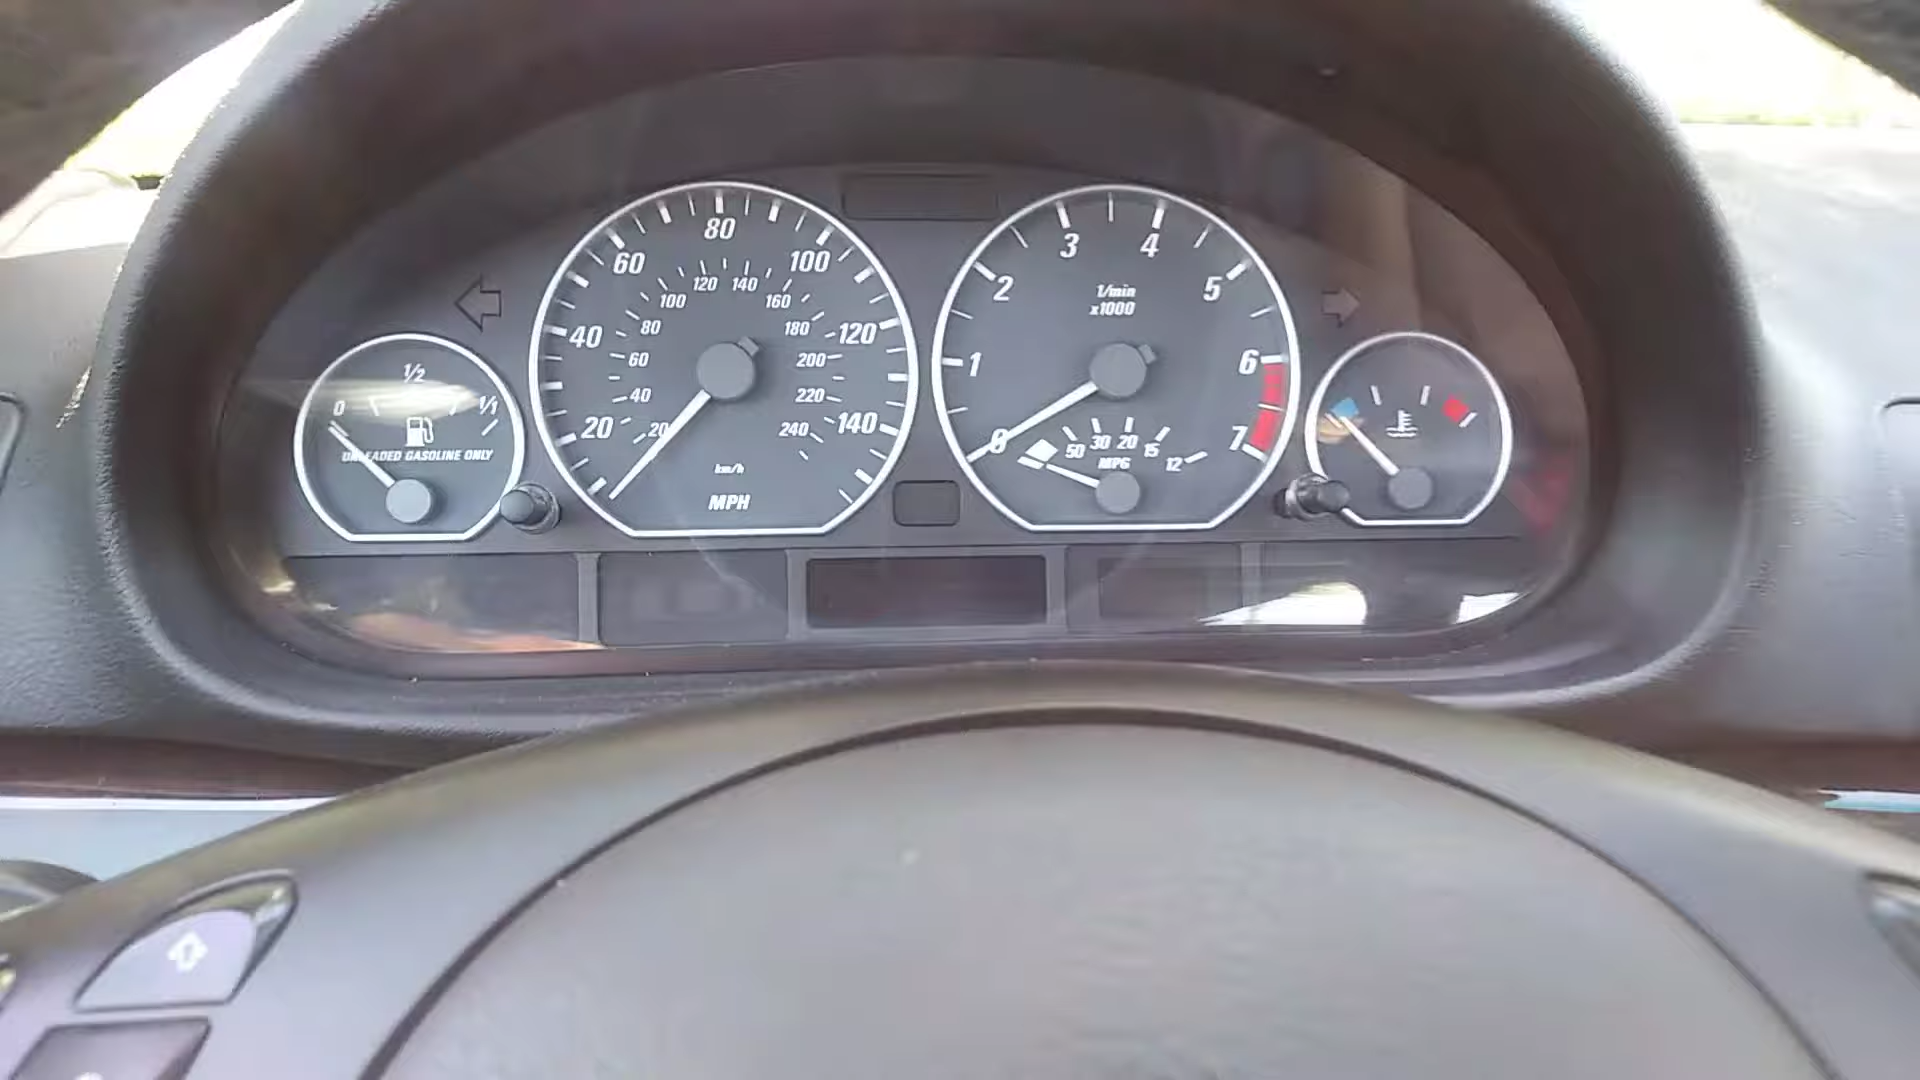 0 1/2 1/1
UNLEADED GASOLINE ONLY
20 40 60 80 100 120 140
20 40 60 80 100 120 140 160 180 200 220 240
km/h
MPH
0 1 2 3 4 5 6 7
1/min
x1000
50 30 20 15 12
MPG